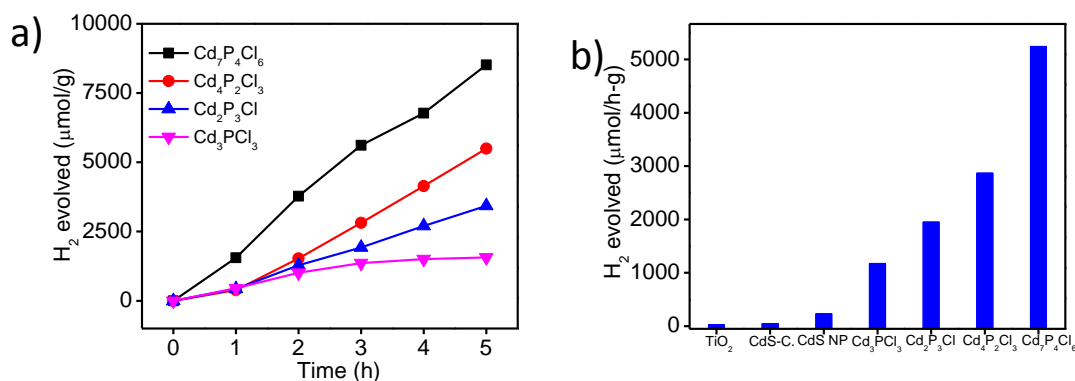 a)
H₂ evolved (μmol/g)
10000
7500
5000
2500
0
Cd₇P₄Cl₆
Cd₄P₂Cl₃
Cd₂P₃Cl
Cd₃PCl₃
0 1 2 3 4 5
Time (h)
b)
H₂ evolved (μmol/h-g)
5000
3000
2000
1000
0
TiO₂ CdS-C. CdS NP Cd₃PCl₃ Cd₂P₃Cl Cd₄P₂Cl₃ Cd₇P₄Cl₆